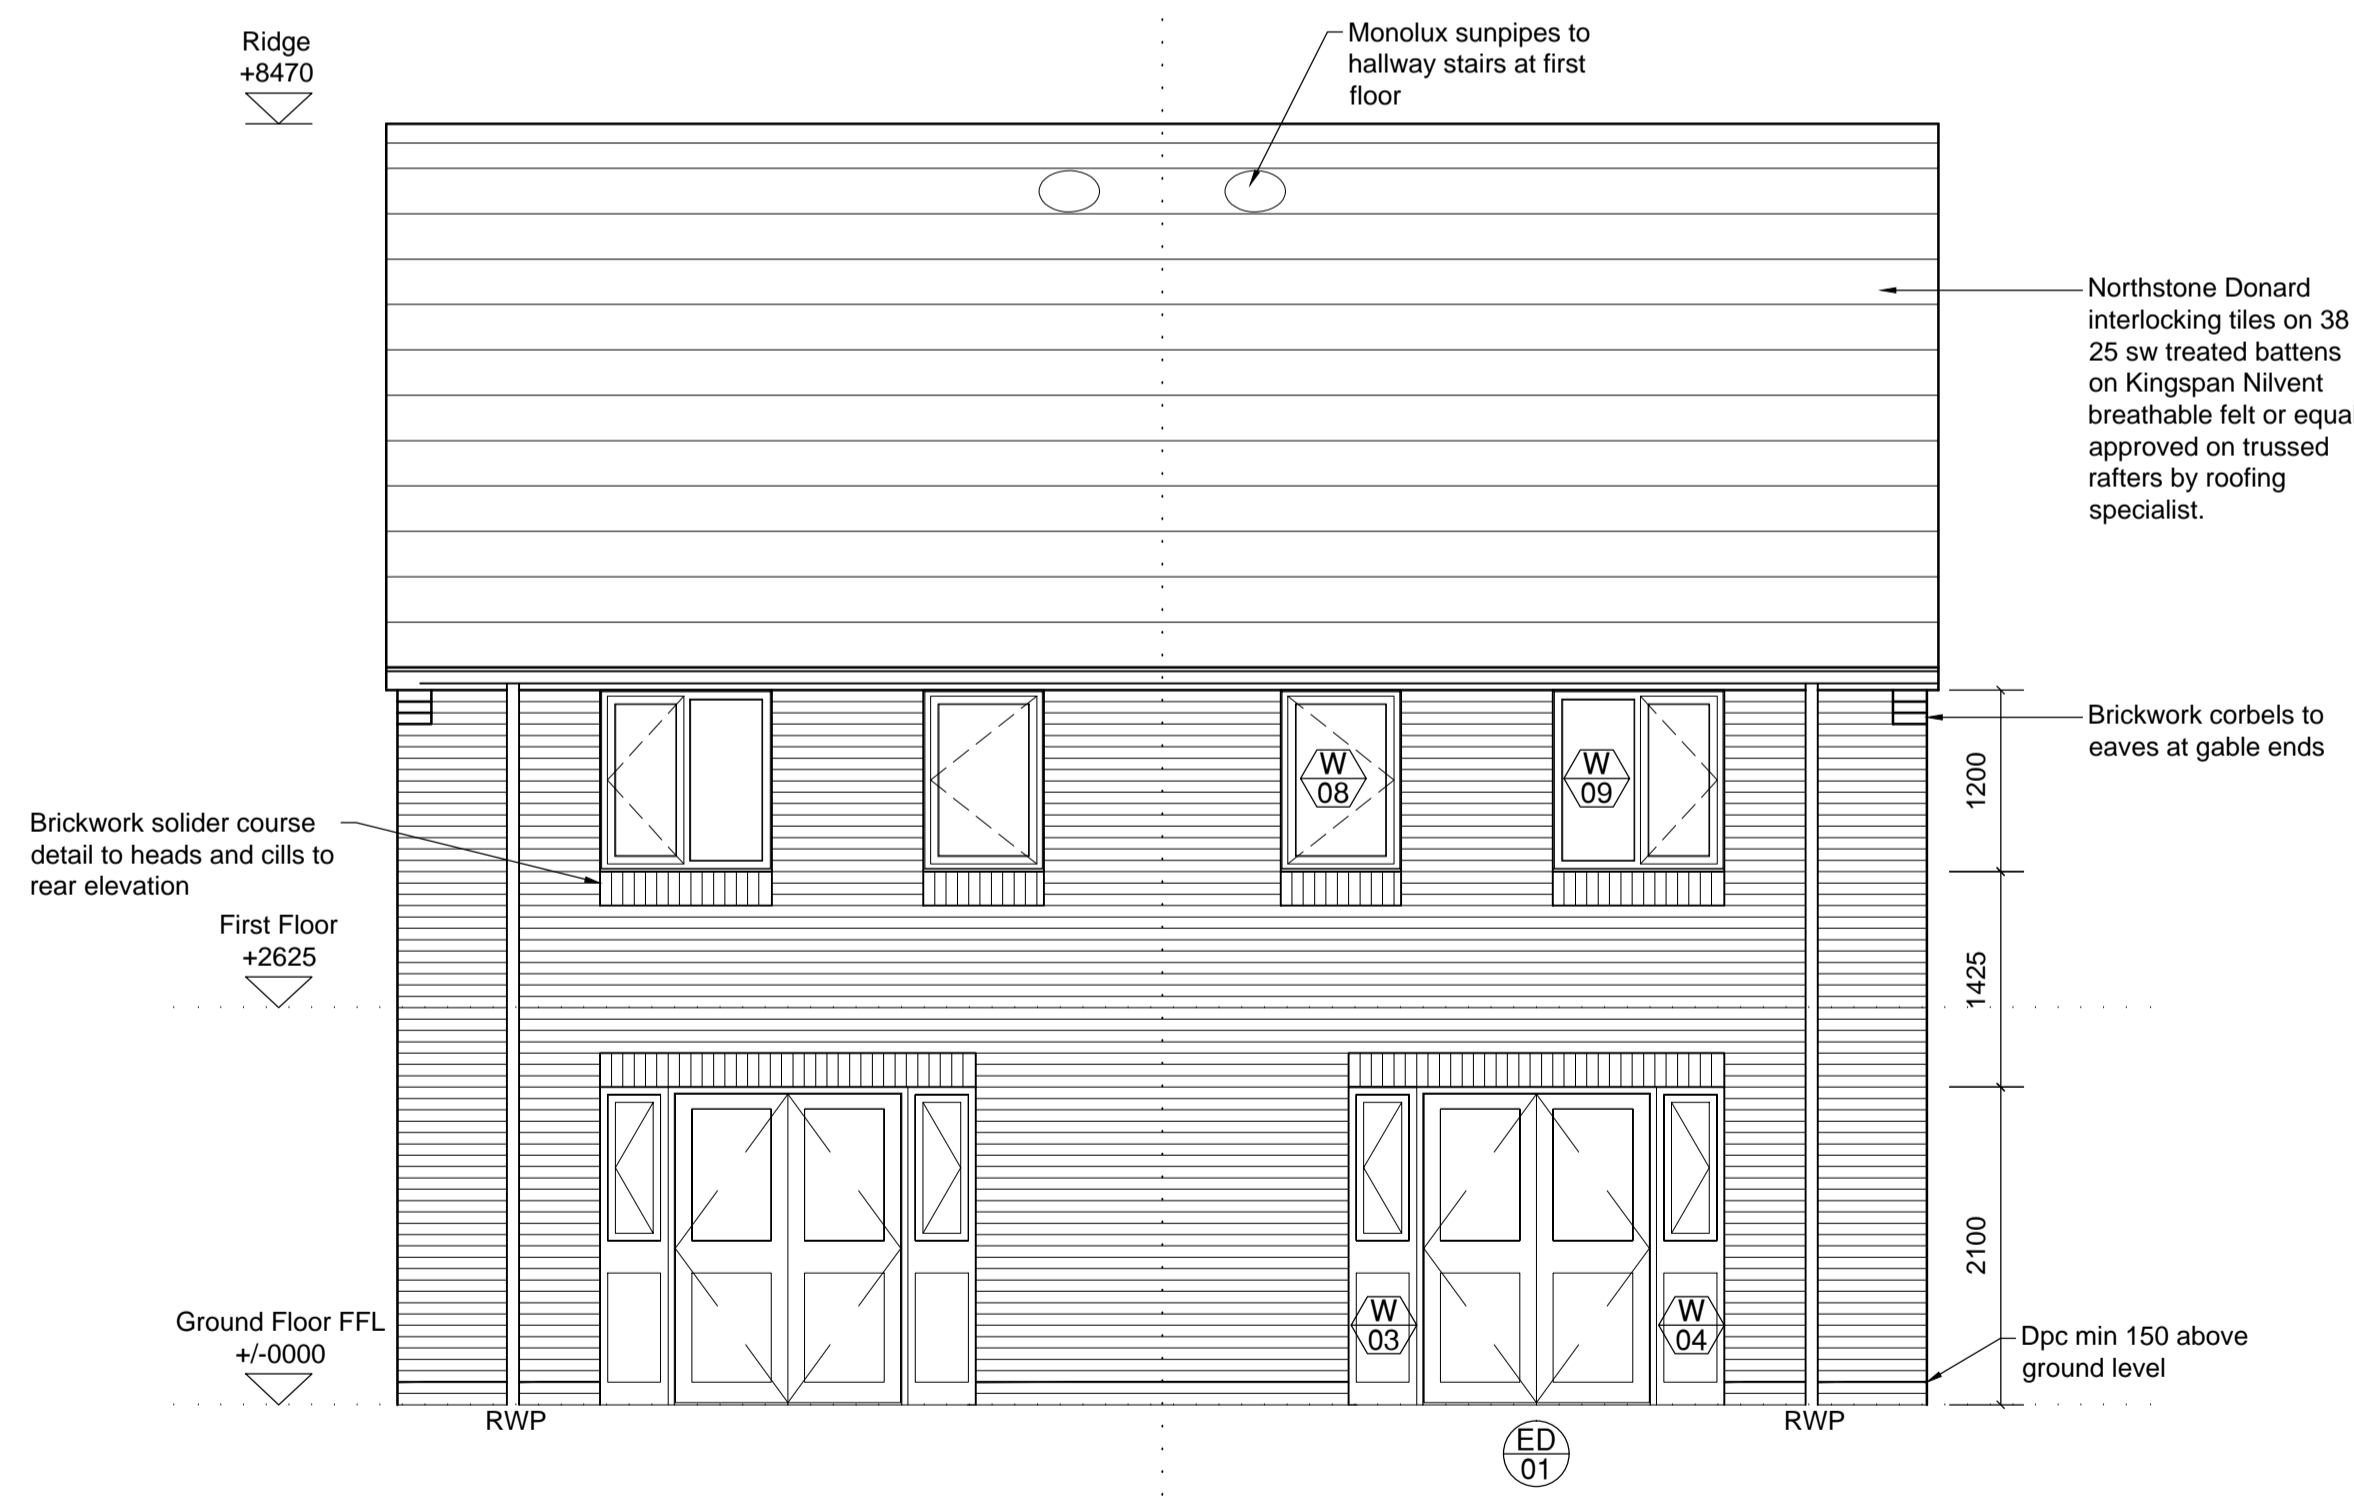 Ridge
+8470
Monolux sunpipes to
hallway stairs at first
floor
Northstone Donard
interlocking tiles on 38
25 sw treated battens
on Kingspan Nilvent
breathable felt or equal
approved on trussed
rafters by roofing
specialist.
Brickwork corbels to
eaves at gable ends
W
08
W
09
1200
Brickwork solider course
detail to heads and cills to
rear elevation
First Floor
+2625
1425
2100
Ground Floor FFL
+/-0000
W
03
W
04
Dpc min 150 above
ground level
RWP
RWP
ED
01